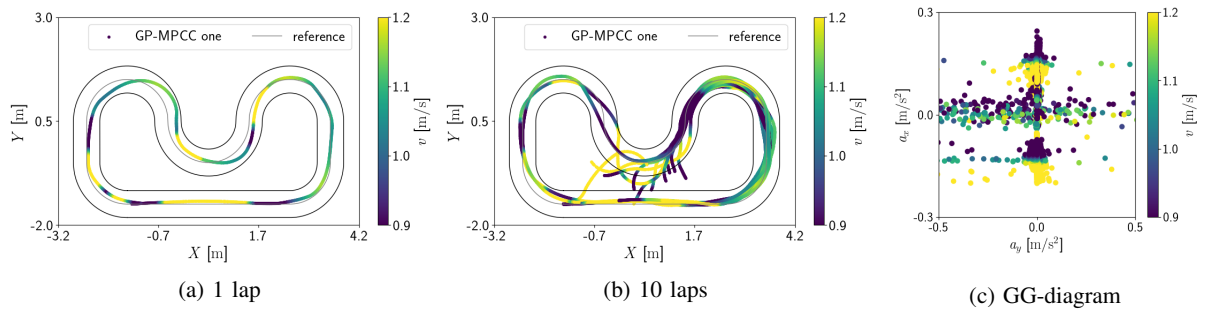 3.0
GP-MPCC one
reference
Y [m]
0.5
-2.0
-3.2
-0.7
1.7
4.2
X [m]
1.2
1.1
1.0
0.9
v [m/s]
(a) 1 lap
3.0
GP-MPCC one
reference
Y [m]
0.5
-2.0
-3.2
-0.7
1.7
4.2
X [m]
1.2
1.1
1.0
0.9
v [m/s]
(b) 10 laps
0.3
aₓ [m/s²]
0.0
-0.3
-0.5
0.0
0.5
a_y [m/s²]
1.2
1.1
1.0
0.9
v [m/s]
(c) GG-diagram